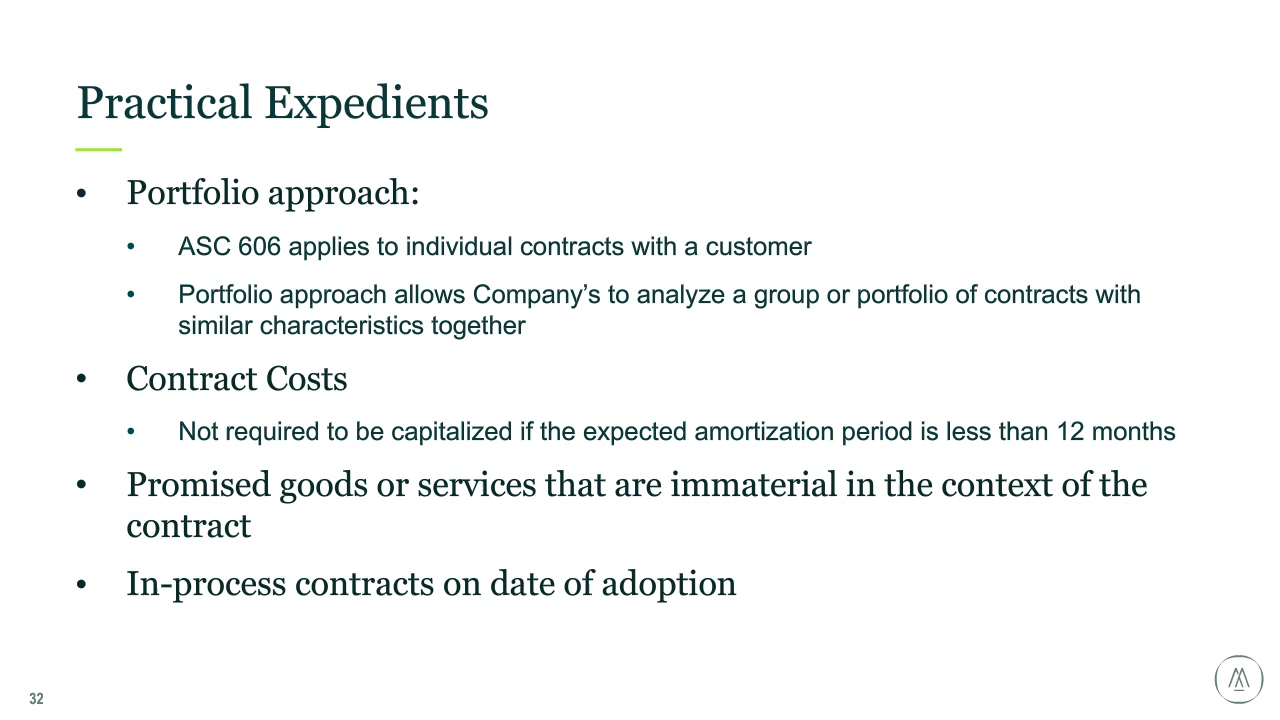 Practical Expedients
• Portfolio approach:
• ASC 606 applies to individual contracts with a customer
• Portfolio approach allows Company’s to analyze a group or portfolio of contracts with
similar characteristics together
• Contract Costs
• Not required to be capitalized if the expected amortization period is less than 12 months
• Promised goods or services that are immaterial in the context of the
contract
• In-process contracts on date of adoption
32